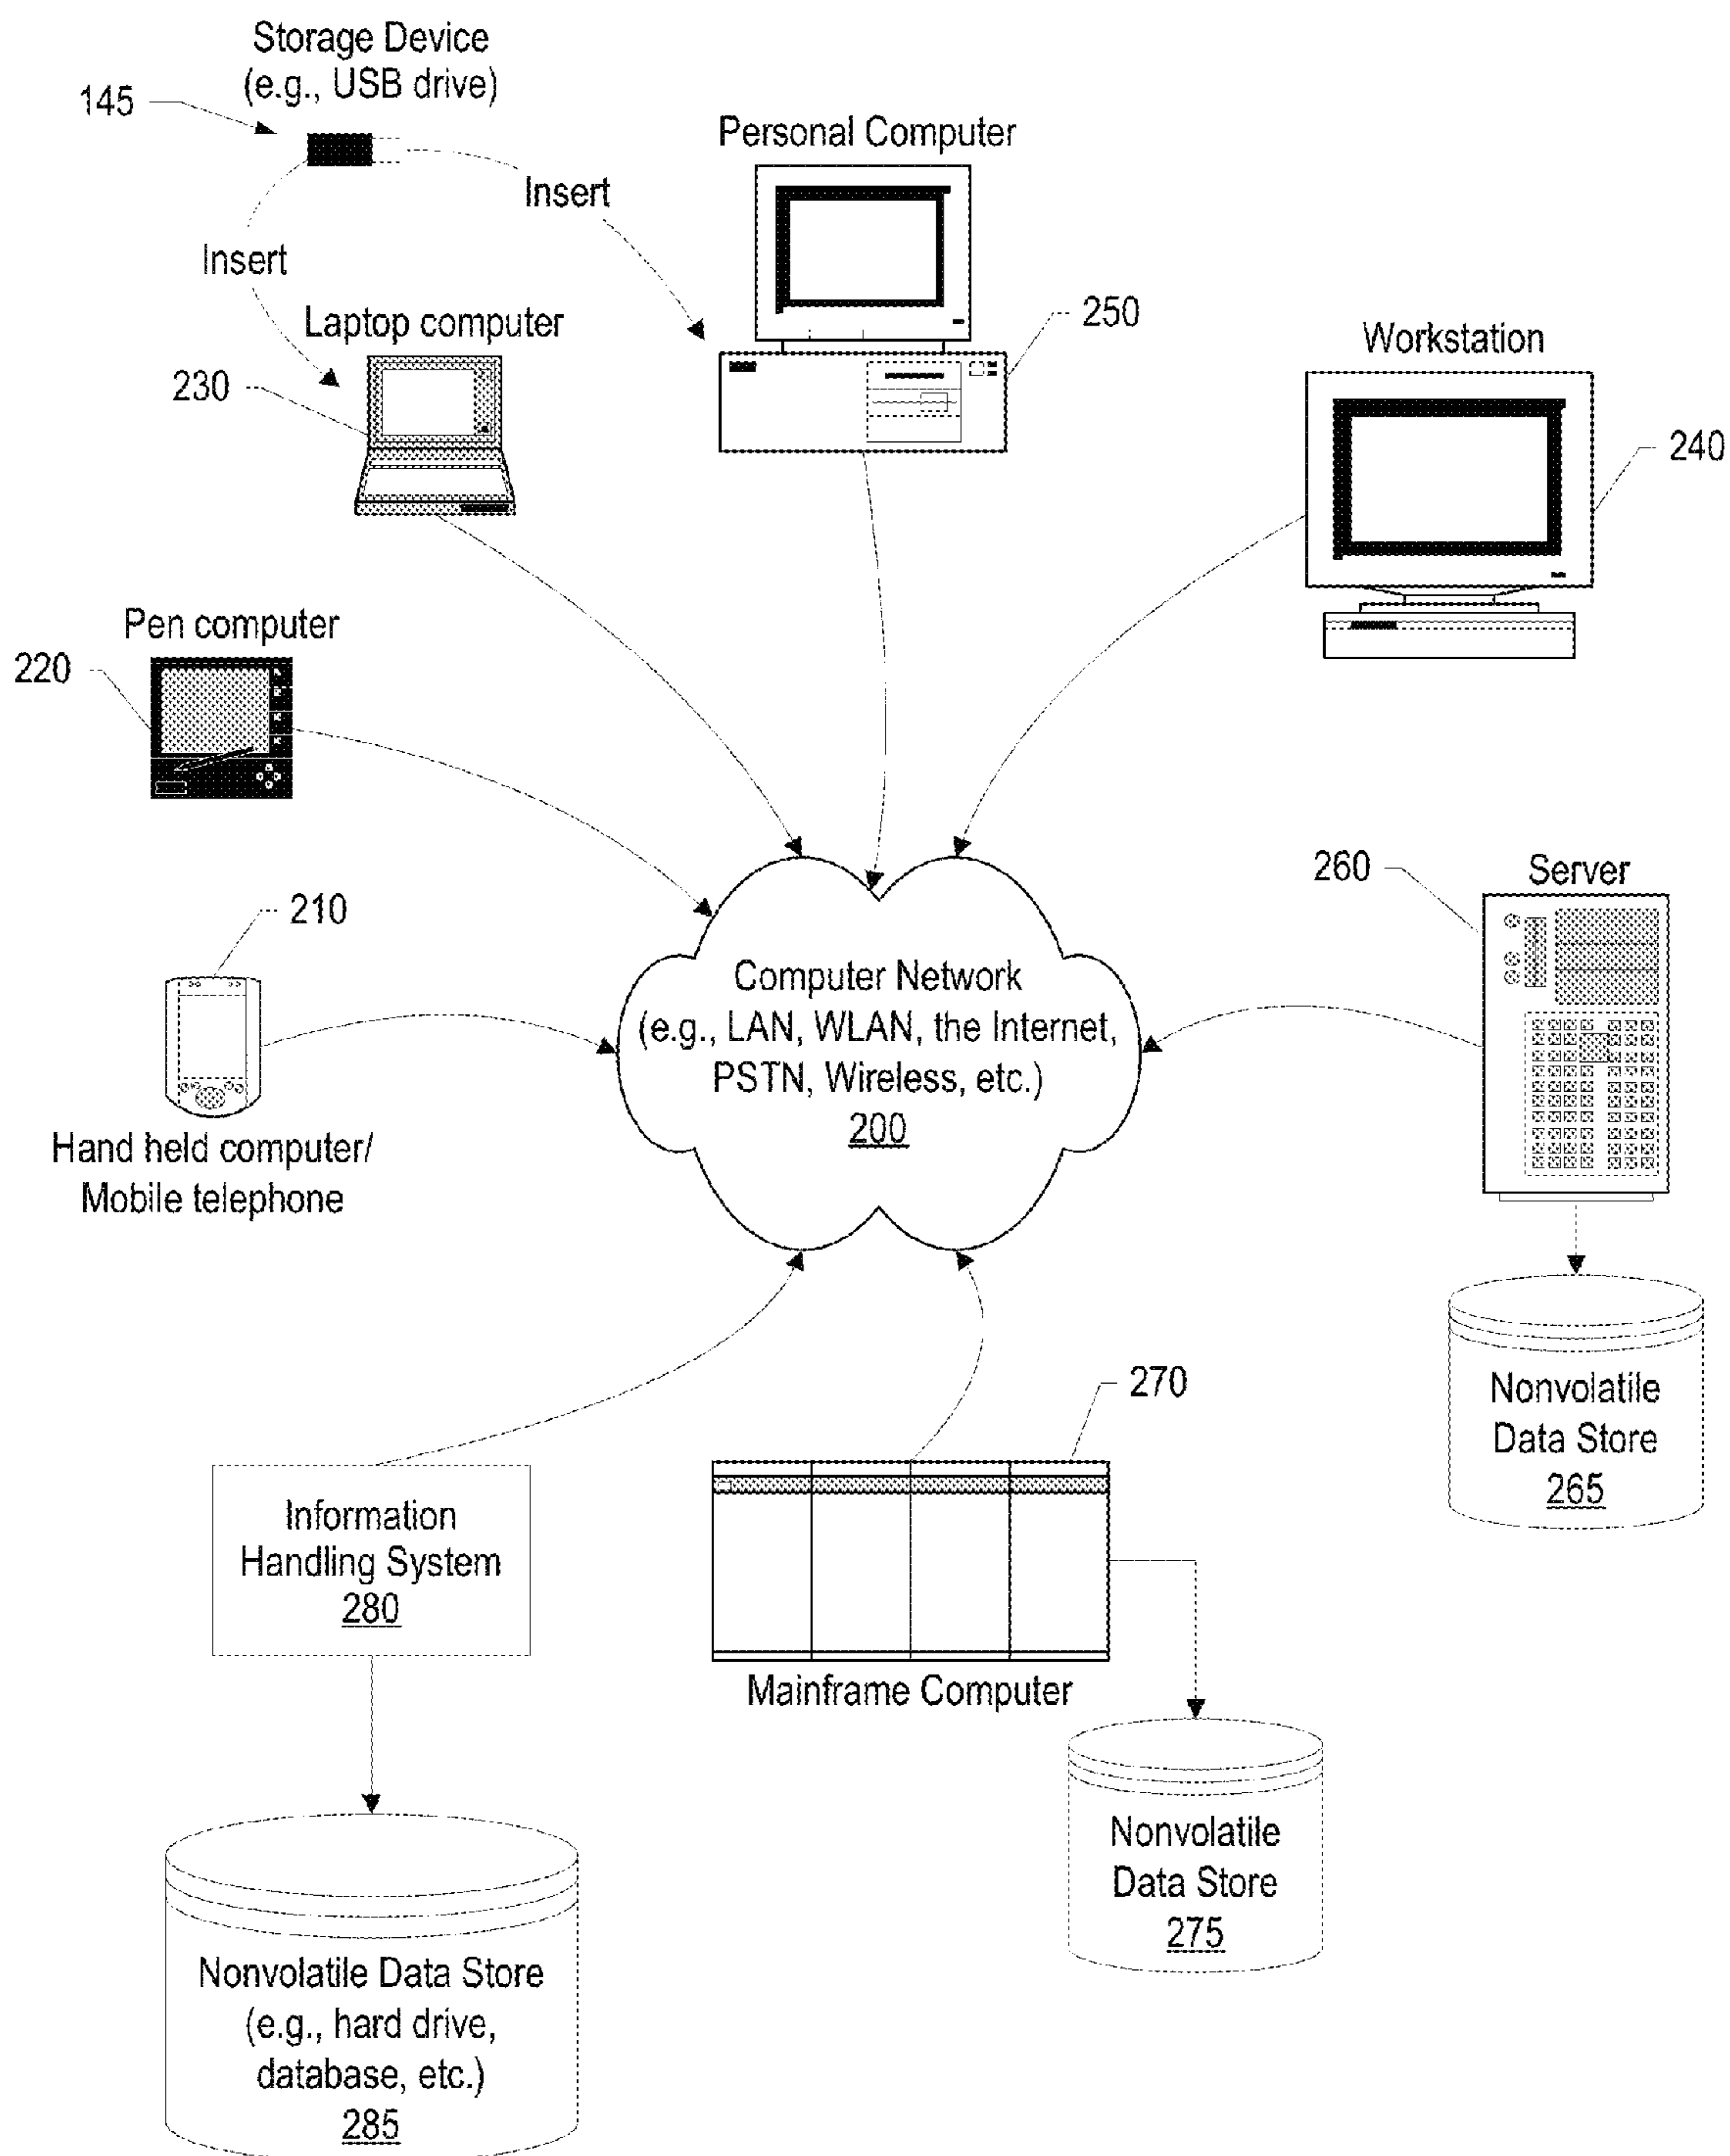 Storage Device
(e.g., USB drive)
145
Insert
Insert
Personal Computer
250
Laptop computer
230
Workstation
240
Pen computer
220
210
Hand held computer/
Mobile telephone
Computer Network
(e.g., LAN, WLAN, the Internet,
PSTN, Wireless, etc.)
200
260
Server
Nonvolatile
Data Store
265
270
Mainframe Computer
Nonvolatile
Data Store
275
Information
Handling System
280
Nonvolatile Data Store
(e.g., hard drive,
database, etc.)
285